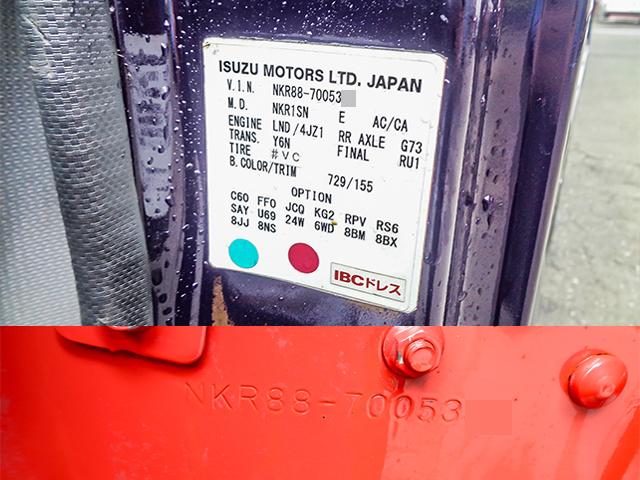 ISUZU MOTORS LTD. JAPAN
V.I.N. NKR88-70053
M.D. NKR1SN E AC/CA
ENGINE LND/4JZ1 RR AXLE G73
TRANS. Y6N FINAL RU1
TIRE #VC
B.COLOR/TRIM 729/155
OPTION
C60 FFO JCQ KG2 RPV RS6
SAY U69 24W 6WD 8BM 8BX
8JJ 8NS
IBCドレス
NKR88-70053